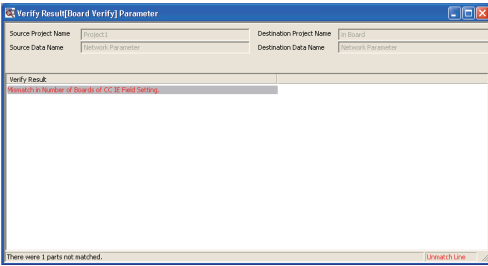 Verify Result[Board Verify] Parameter
Source Project Name Project1 Destination Project Name in Board
Source Data Name Network Parameter Destination Data Name Network Parameter
Verify Result
Mismatch in Number of Boards of CC IE Field Setting.
There were 1 parts not matched. Unmatch Line